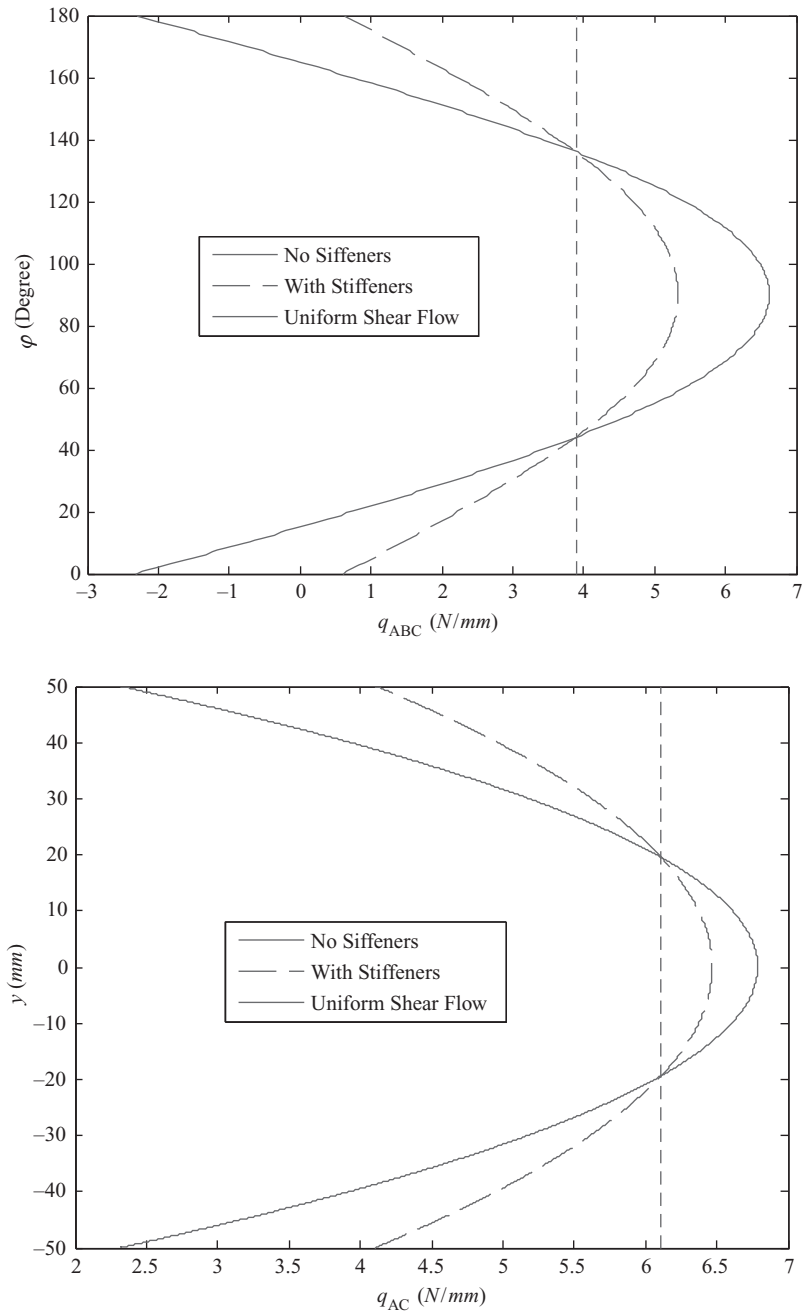 180
160
140
120
100
80
60
40
20
0
φ (Degree)
No Siffeners
With Stiffeners
Uniform Shear Flow
–3 –2 –1 0 1 2 3 4 5 6 7
q_ABC (N/mm)
50
40
30
20
10
0
–10
–20
–30
–40
–50
y (mm)
No Siffeners
With Stiffeners
Uniform Shear Flow
2 2.5 3 3.5 4 4.5 5 5.5 6 6.5 7
q_AC (N/mm)